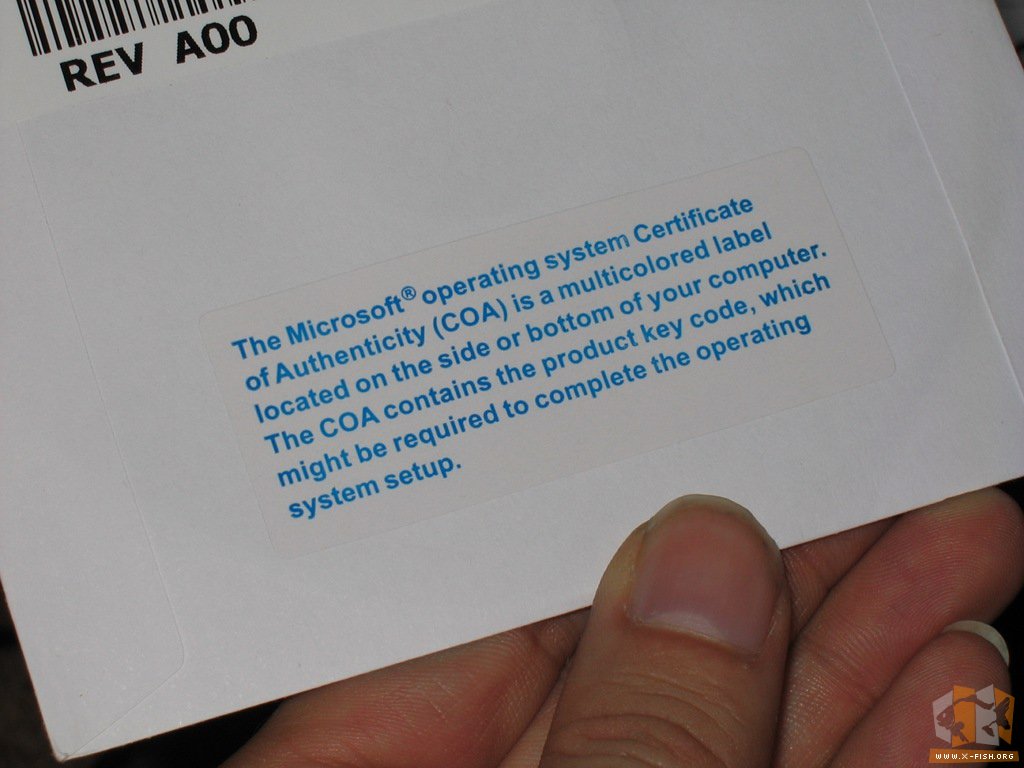 REV A00
The Microsoft® operating system Certificate
of Authenticity (COA) is a multicolored label
located on the side or bottom of your computer.
The COA contains the product key code, which
might be required to complete the operating
system setup.
WWW.X-FISH.ORG